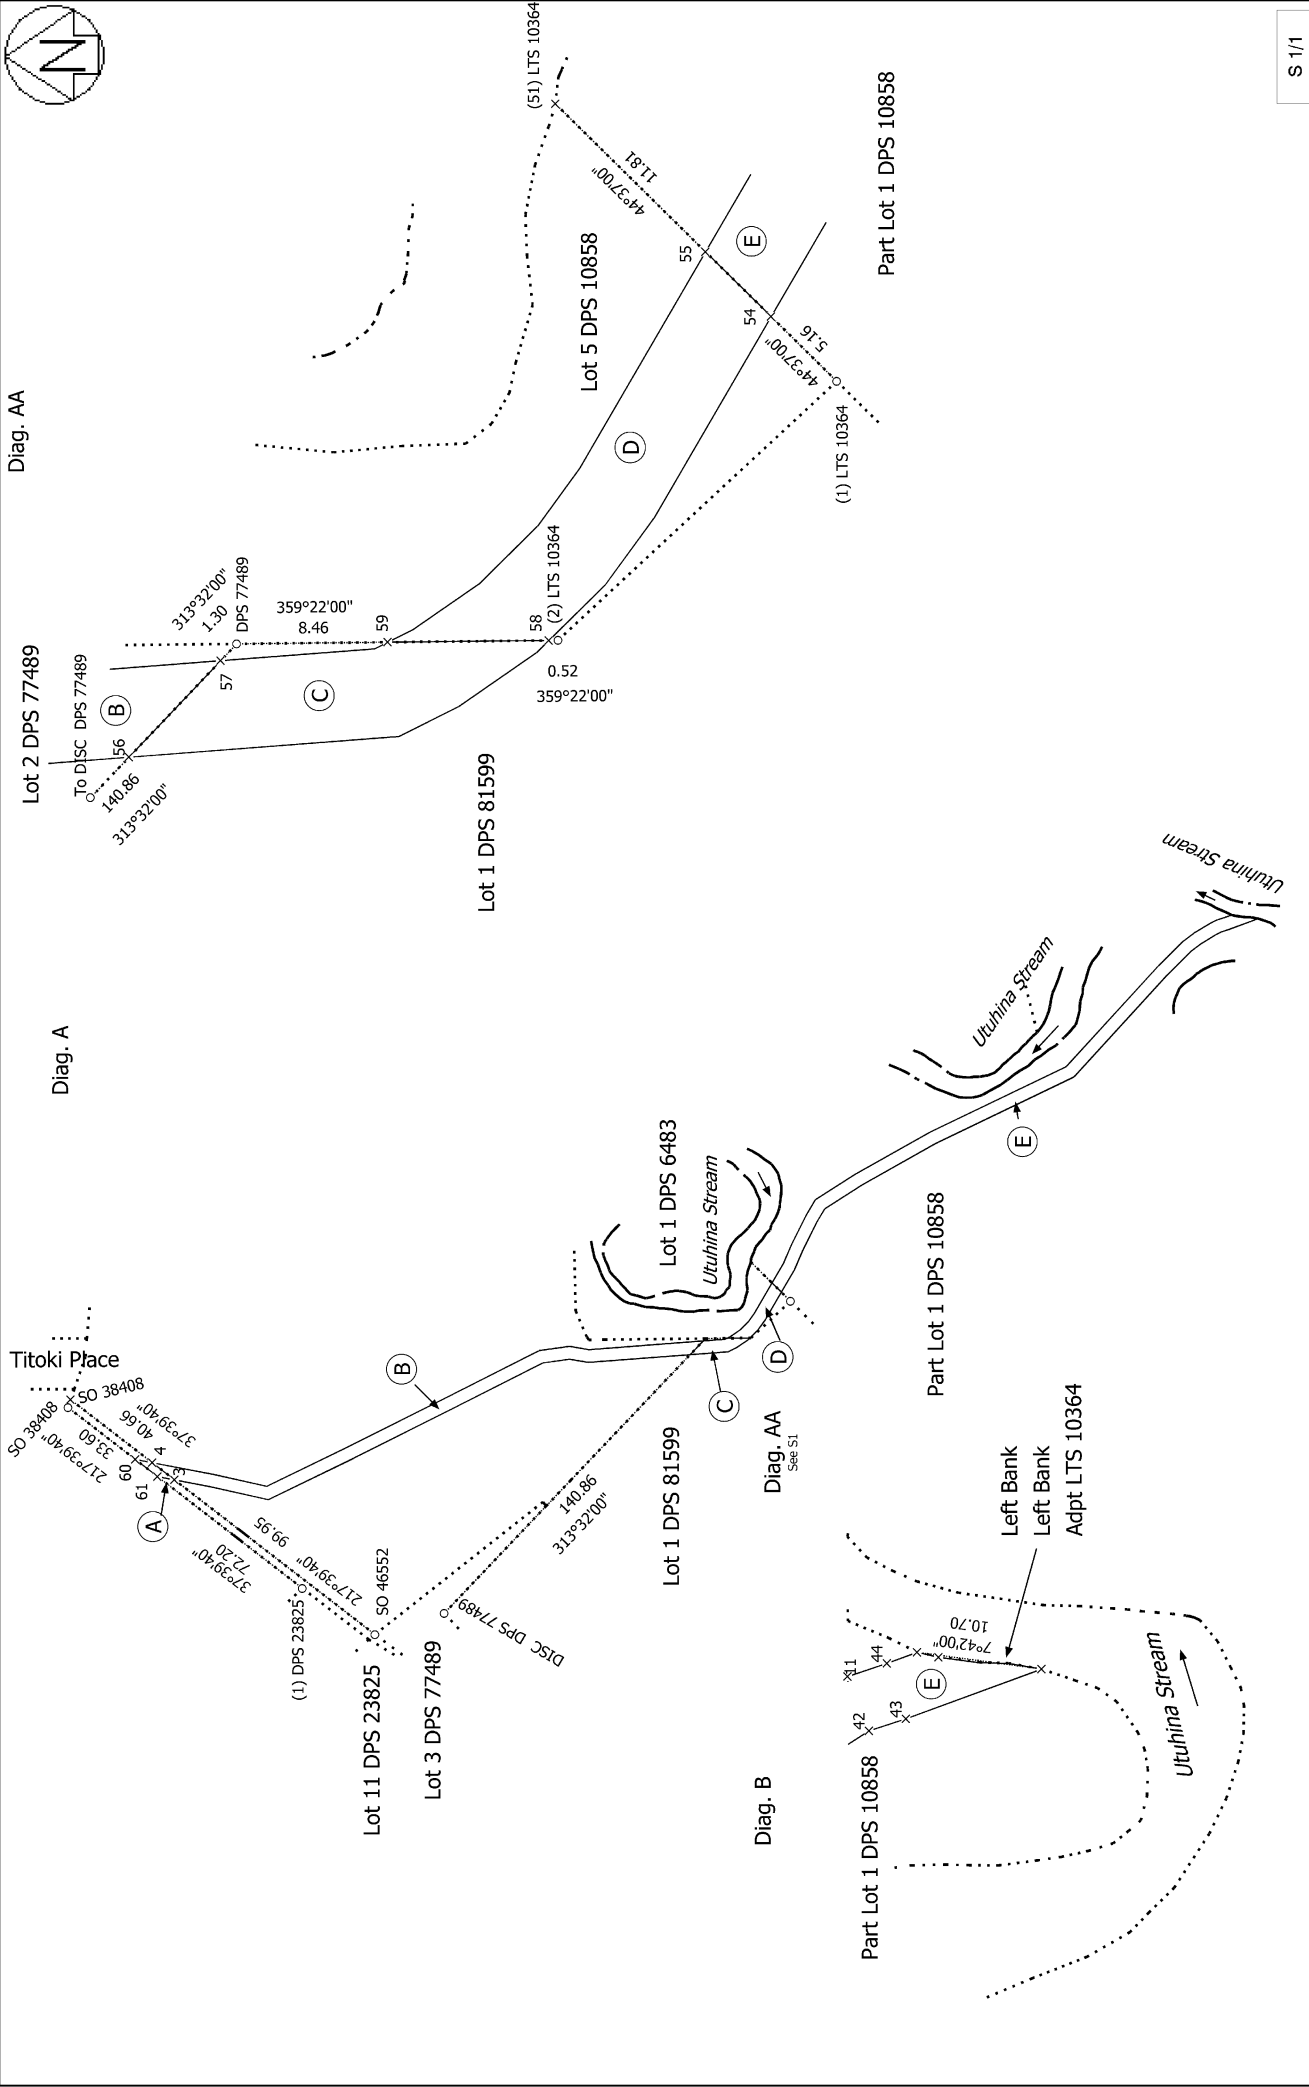 N
S 1/1
Diag. AA
Lot 2 DPS 77489
To DISC DPS 77489
B
56
140.86
313°32'00"
57
313°32'00"
1.30
DPS 77489
359°22'00"
8.46
59
C
58
(2) LTS 10364
0.52
359°22'00"
Lot 1 DPS 81599
D
Lot 5 DPS 10858
(51) LTS 10364
11.81
44°37'00"
55
E
54
5.16
44°37'00"
(1) LTS 10364
Part Lot 1 DPS 10858
Diag. A
Titoki Place
SO 38408
SO 38408
37°39'40"
40.66
33.60
217°39'40"
60
4
61
3
A
B
99.95
217°39'40"
72.20
37°39'40"
(1) DPS 23825
SO 46552
Lot 11 DPS 23825
Lot 3 DPS 77489
DISC DPS 77489
140.86
313°32'00"
Lot 1 DPS 81599
C
D
Diag. AA
See S1
Lot 1 DPS 6483
Utuhina Stream
Part Lot 1 DPS 10858
E
Utuhina Stream
Utuhina Stream
Diag. B
Part Lot 1 DPS 10858
42
43
11
44
E
10.70
7°42'00"
Left Bank
Left Bank
Adpt LTS 10364
Utuhina Stream